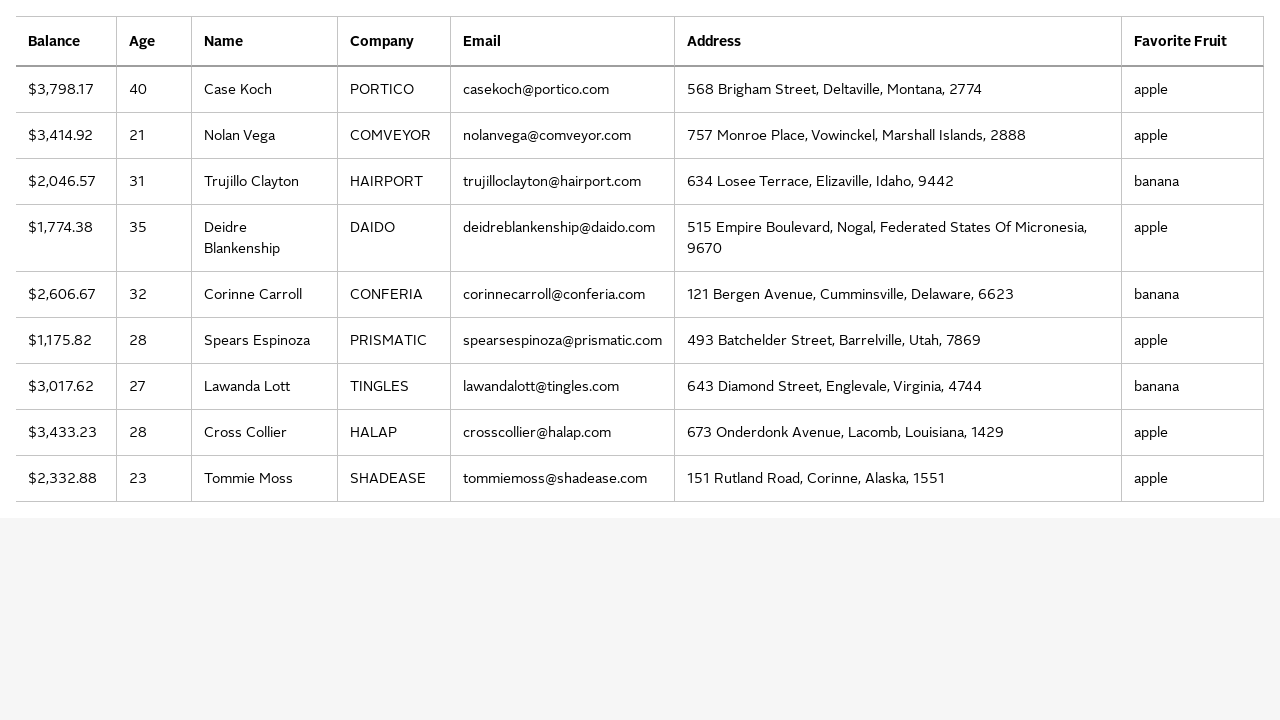 Balance Age Name Company Email Address Favorite Fruit
$3,798.17 40 Case Koch PORTICO casekoch@portico.com 568 Brigham Street, Deltaville, Montana, 2774 apple
$3,414.92 21 Nolan Vega COMVEYOR nolanvega@comveyor.com 757 Monroe Place, Vowinckel, Marshall Islands, 2888 apple
$2,046.57 31 Trujillo Clayton HAIRPORT trujilloclayton@hairport.com 634 Losee Terrace, Elizaville, Idaho, 9442 banana
$1,774.38 35 Deidre DAIDO deidreblankenship@daido.com 515 Empire Boulevard, Nogal, Federated States Of Micronesia, apple
Blankenship 9670
$2,606.67 32 Corinne Carroll CONFERIA corinnecarroll@conferia.com 121 Bergen Avenue, Cumminsville, Delaware, 6623 banana
$1,175.82 28 Spears Espinoza PRISMATIC spearsespinoza@prismatic.com 493 Batchelder Street, Barrelville, Utah, 7869 apple
$3,017.62 27 Lawanda Lott TINGLES lawandalott@tingles.com 643 Diamond Street, Englevale, Virginia, 4744 banana
$3,433.23 28 Cross Collier HALAP crosscollier@halap.com 673 Onderdonk Avenue, Lacomb, Louisiana, 1429 apple
$2,332.88 23 Tommie Moss SHADEASE tommiemoss@shadease.com 151 Rutland Road, Corinne, Alaska, 1551 apple